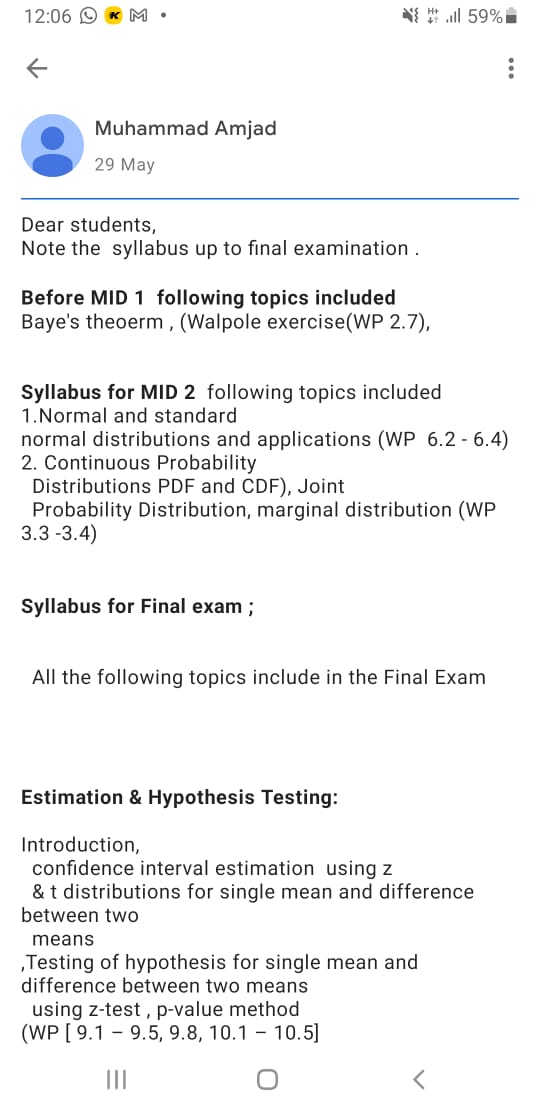 12:06
59%
Muhammad Amjad
29 May
Dear students,
Note the syllabus up to final examination .
Before MID 1 following topics included
Baye's theoerm , (Walpole exercise(WP 2.7),
Syllabus for MID 2 following topics included
1.Normal and standard
normal distributions and applications (WP 6.2 - 6.4)
2. Continuous Probability
Distributions PDF and CDF), Joint
Probability Distribution, marginal distribution (WP
3.3 -3.4)
Syllabus for Final exam ;
All the following topics include in the Final Exam
Estimation & Hypothesis Testing:
Introduction,
confidence interval estimation using z
& t distributions for single mean and difference
between two
means
,Testing of hypothesis for single mean and
difference between two means
using z-test , p-value method
(WP [ 9.1 – 9.5, 9.8, 10.1 – 10.5]